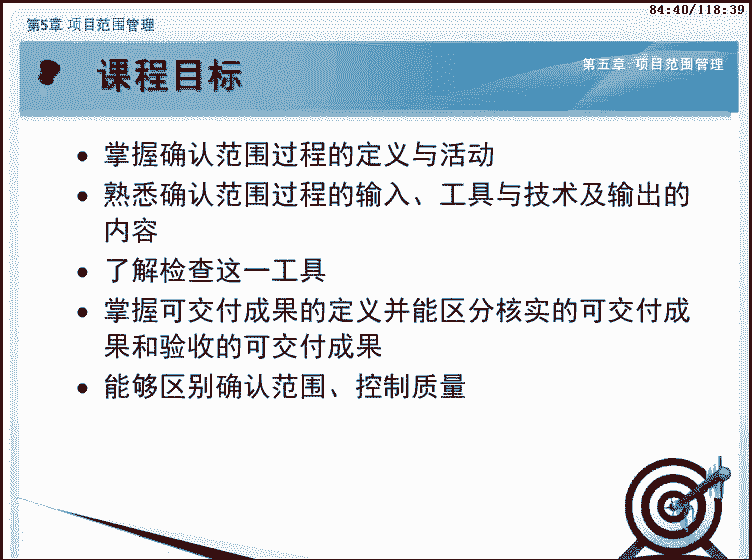 84:40/118:39
第5章 项目范围管理
课程目标
第五章 项目范围管理
• 掌握确认范围过程的定义与活动
• 熟悉确认范围过程的输入、工具与技术及输出的
内容
• 了解检查这一工具
• 掌握可交付成果的定义并能区分核实的可交付成
果和验收的可交付成果
• 能够区别确认范围、控制质量